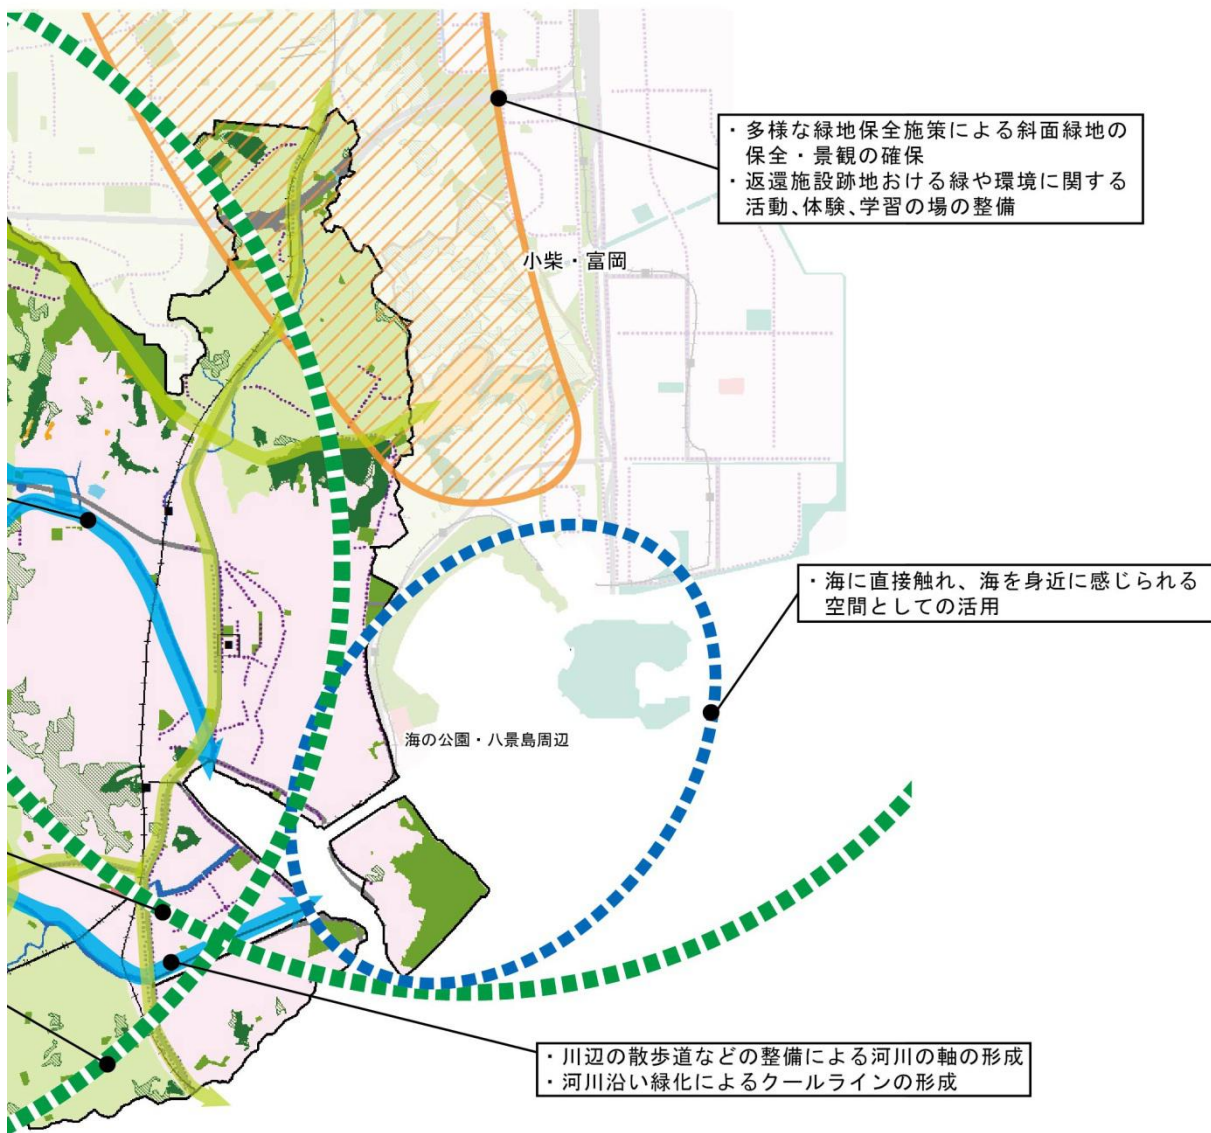 ・多様な緑地保全施策による斜面緑地の
保全・景観の確保
・返還施設跡地おける緑や環境に関する
活動、体験、学習の場の整備
小柴・富岡
・海に直接触れ、海を身近に感じられる
空間としての活用
海の公園・八景島周辺
・川辺の散歩道などの整備による河川の軸の形成
・河川沿い緑化によるクールラインの形成